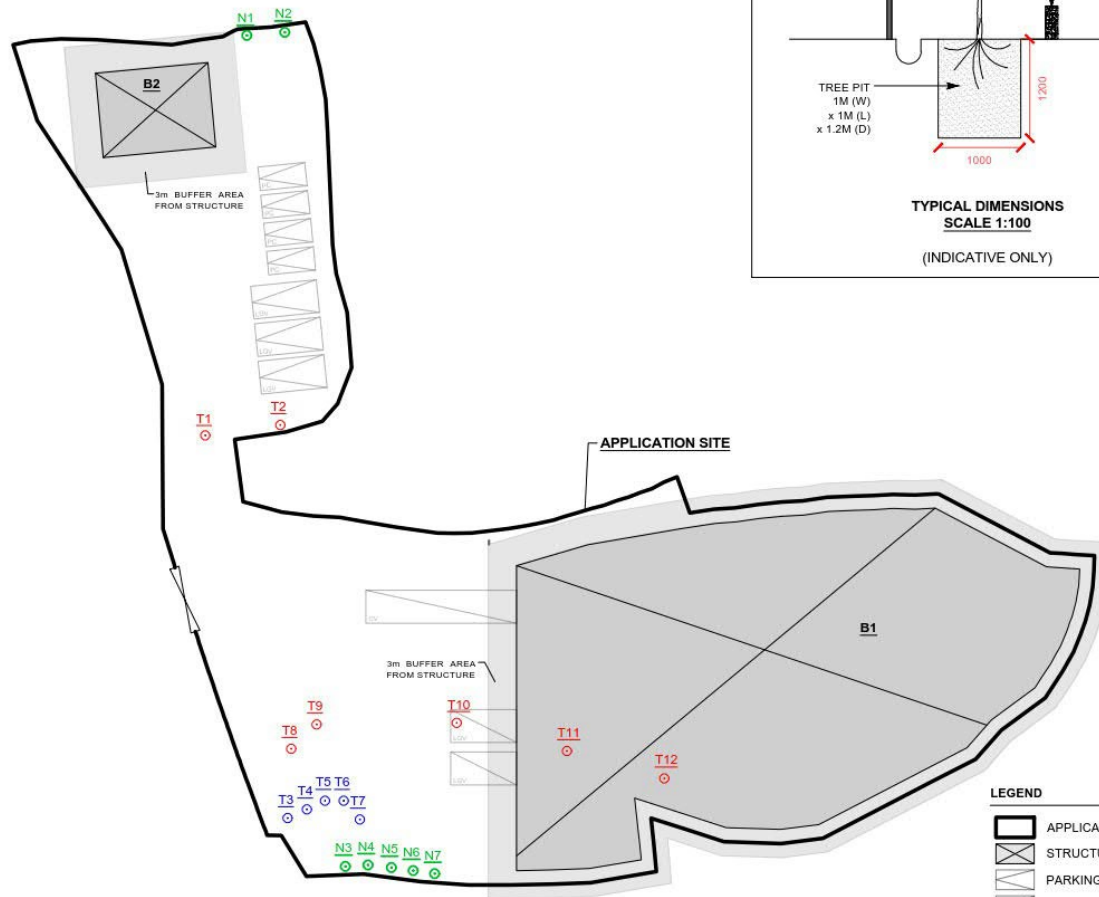 N1 N2
B2
3m BUFFER AREA
FROM STRUCTURE
PC
PC
PC
PC
LGV
LGV
LGV
TREE PIT
1M (W)
x 1M (L)
x 1.2M (D)
1200
1000
TYPICAL DIMENSIONS
SCALE 1:100
(INDICATIVE ONLY)
T1 T2
APPLICATION SITE
B1
3m BUFFER AREA
FROM STRUCTURE
T9 T10
T8 T11
T12
LGV
LGV
T3 T4 T5 T6 T7
N3 N4 N5 N6 N7
LEGEND
APPLICA
STRUCTU
PARKING